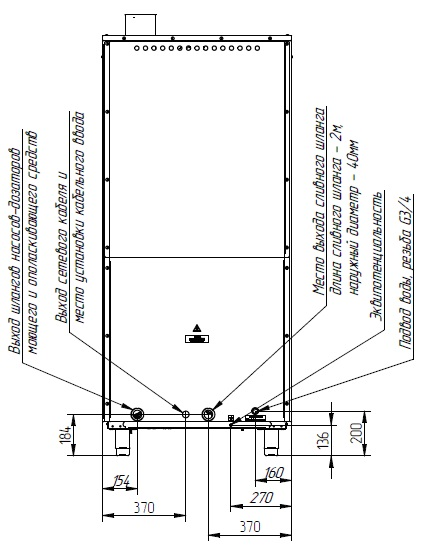 Выход шлангов насосов-дозаторов
моющего и ополаскивающего средств
Выход сетевого кабеля и
место установки кабельного ввода
Место выхода сливного шланга
длина сливного шланга - 2м,
наружный диаметр - 40мм
Эквипотенциальность
Подвод воды, резьба G3/4
184
154
370
136
200
160
270
370